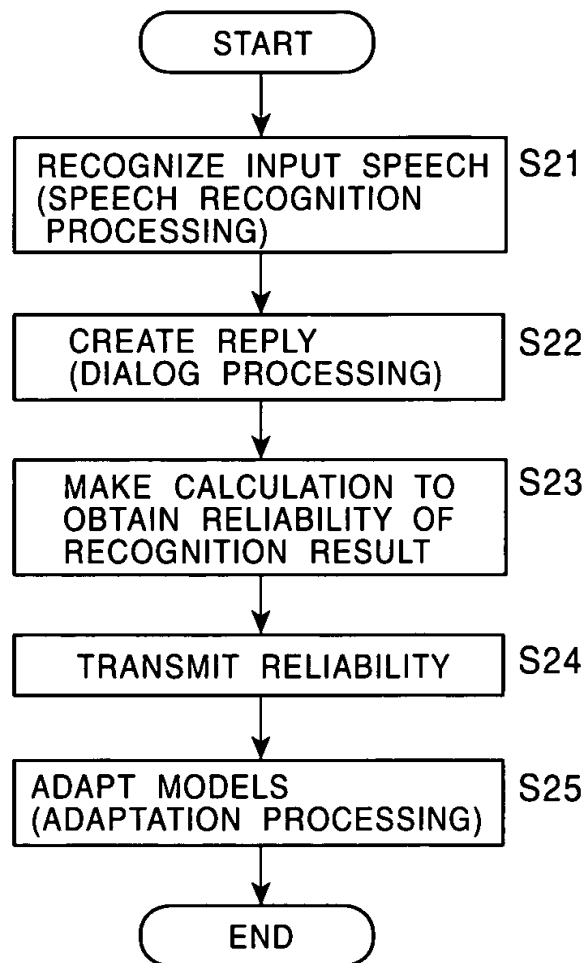 START
RECOGNIZE INPUT SPEECH
(SPEECH RECOGNITION
PROCESSING)
S21
CREATE REPLY
(DIALOG PROCESSING)
S22
MAKE CALCULATION TO
OBTAIN RELIABILITY OF
RECOGNITION RESULT
S23
TRANSMIT RELIABILITY
S24
ADAPT MODELS
(ADAPTATION PROCESSING)
S25
END